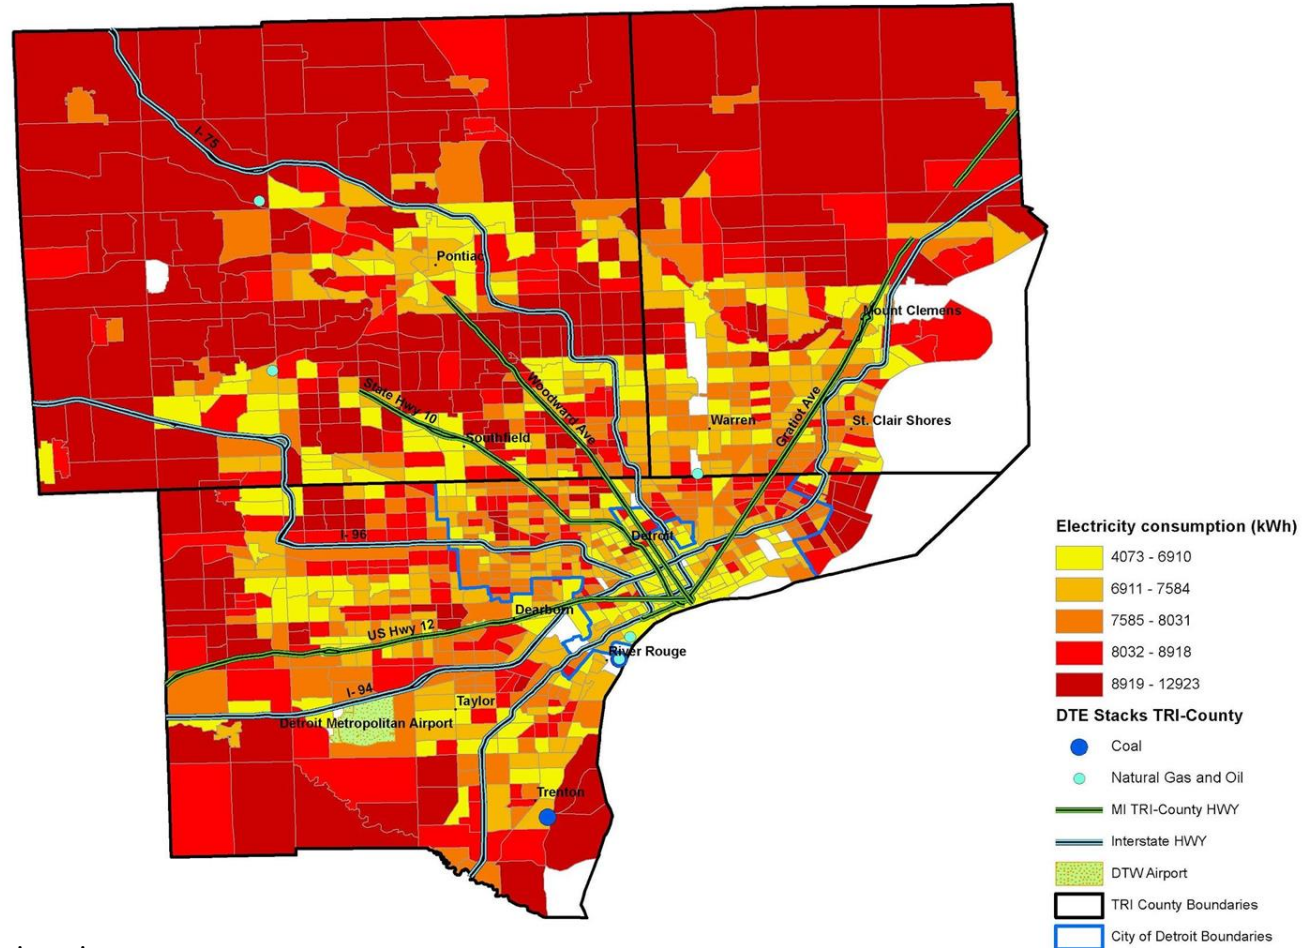 I-75
Pontiac
Mount Clemens
State Hwy 10
Woodward Ave
Gratiot Ave
Warren
St. Clair Shores
Southfield
Detroit
I-96
Dearborn
US Hwy 12
River Rouge
I-94
Taylor
Detroit Metropolitan Airport
Trenton
Electricity consumption (kWh)
4073 - 6910
6911 - 7584
7585 - 8031
8032 - 8918
8919 - 12923
DTE Stacks TRI-County
Coal
Natural Gas and Oil
MI TRI-County HWY
Interstate HWY
DTW Airport
TRI County Boundaries
City of Detroit Boundaries